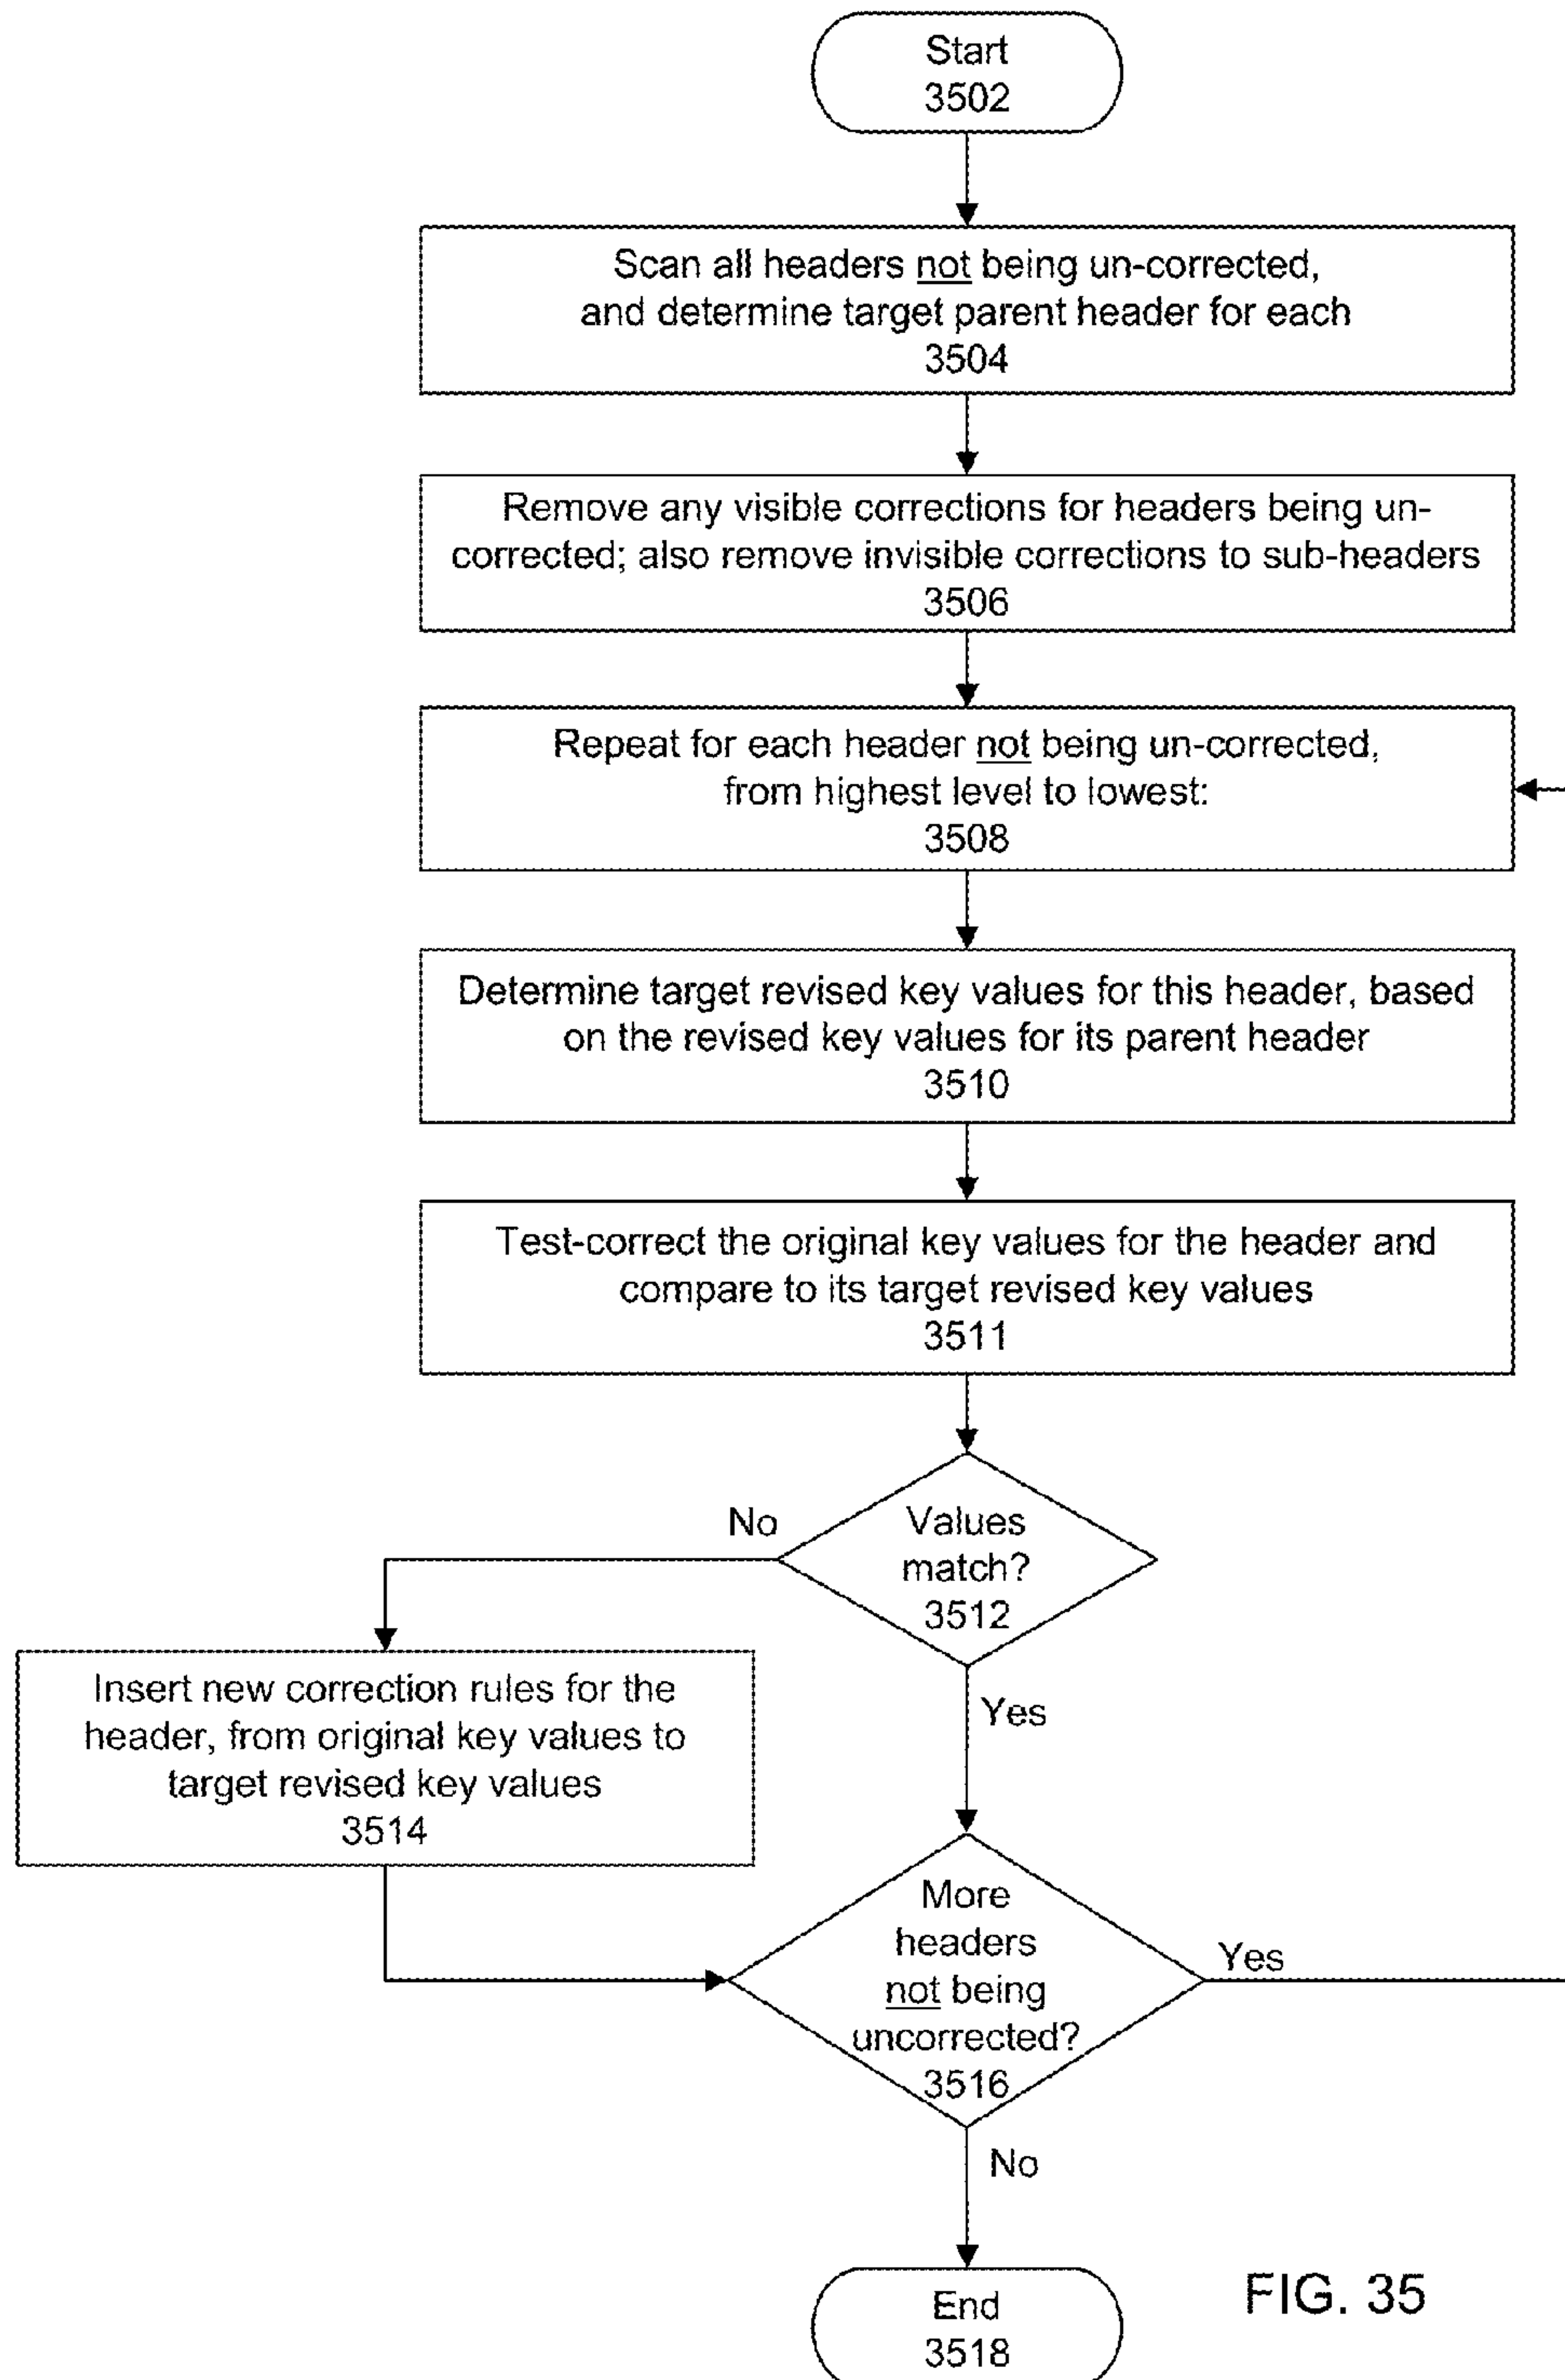 Start
3502
Scan all headers not being un-corrected,
and determine target parent header for each
3504
Remove any visible corrections for headers being un-
corrected; also remove invisible corrections to sub-headers
3506
Repeat for each header not being un-corrected,
from highest level to lowest:
3508
Determine target revised key values for this header, based
on the revised key values for its parent header
3510
Test-correct the original key values for the header and
compare to its target revised key values
3511
No
Values
match?
3512
Yes
Insert new correction rules for the
header, from original key values to
target revised key values
3514
More
headers
not being
uncorrected?
3516
Yes
No
End
3518
FIG. 35